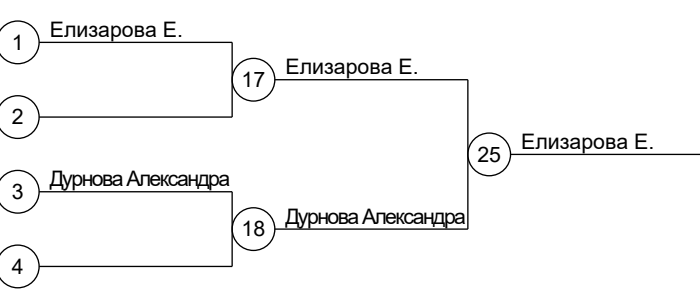 1 Елизарова Е.
17 Елизарова Е.
2
25 Елизарова Е.
3 Дурнова Александра
18 Дурнова Александра
4